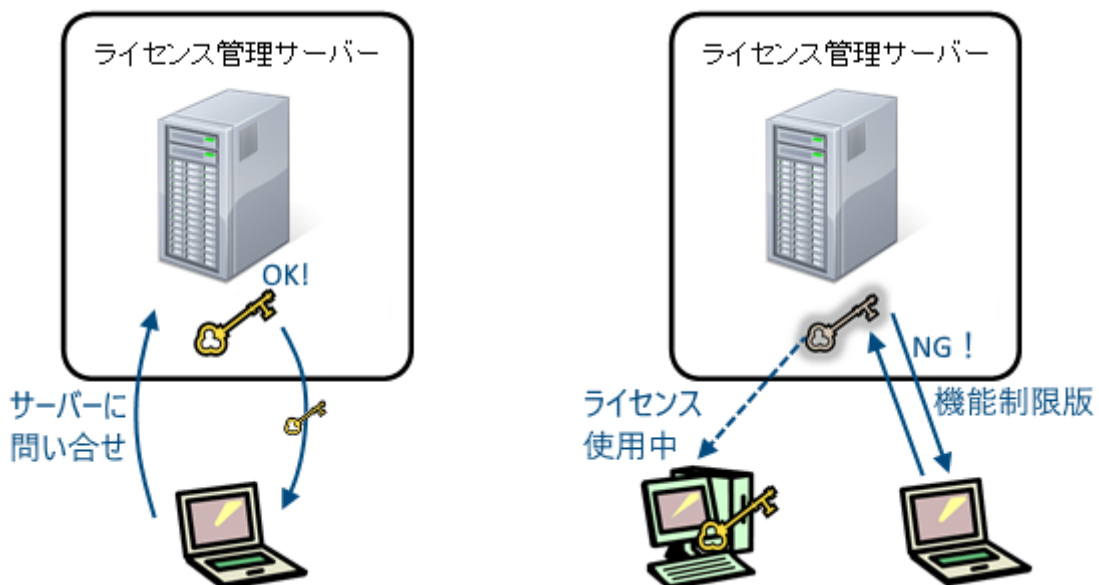 ライセンス管理サーバー
OK!
サーバーに
問い合せ
ライセンス管理サーバー
NG！
ライセンス
使用中
機能制限版